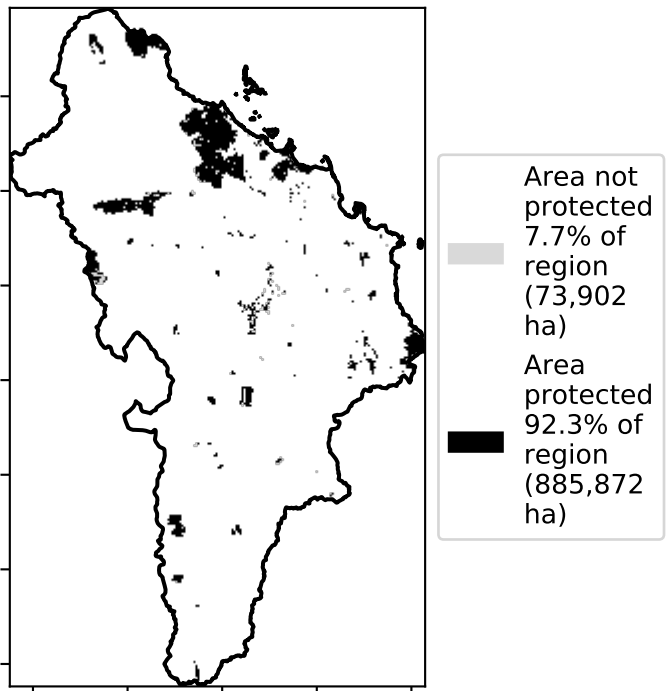 Area not
protected
7.7% of
region
(73,902
ha)
Area
protected
92.3% of
region
(885,872
ha)